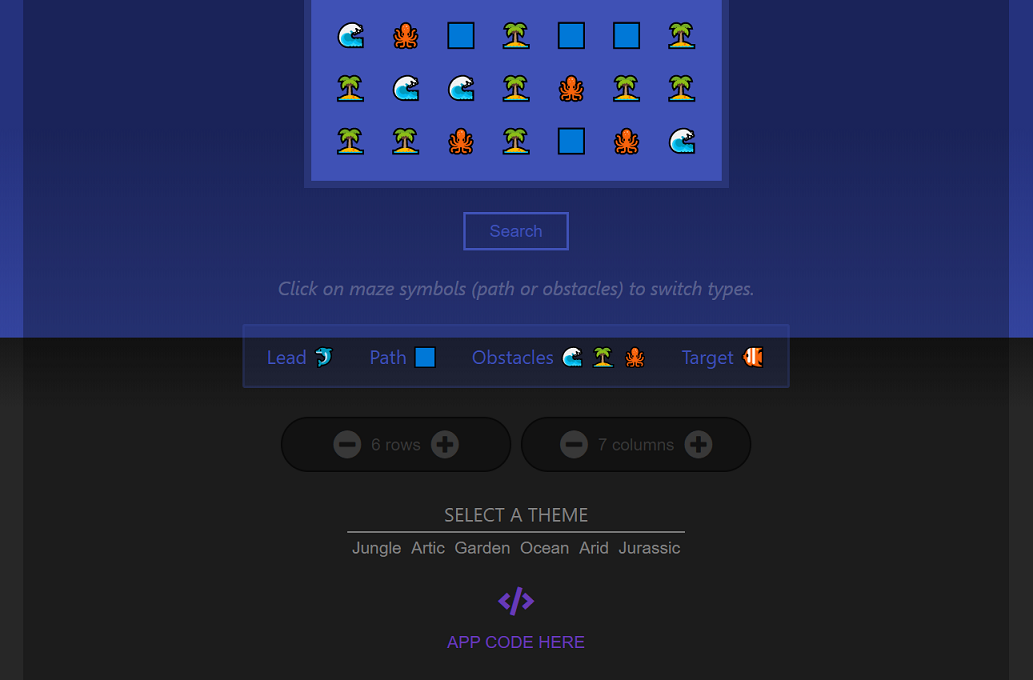 Search
Click on maze symbols (path or obstacles) to switch types.
Lead Path Obstacles Target
6 rows 7 columns
SELECT A THEME
Jungle Artic Garden Ocean Arid Jurassic
APP CODE HERE